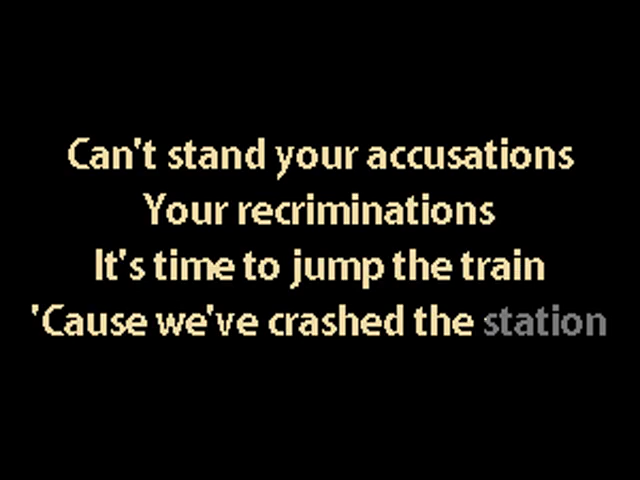 Can't stand your accusations
Your recriminations
It's time to jump the train
'Cause we've crashed the station